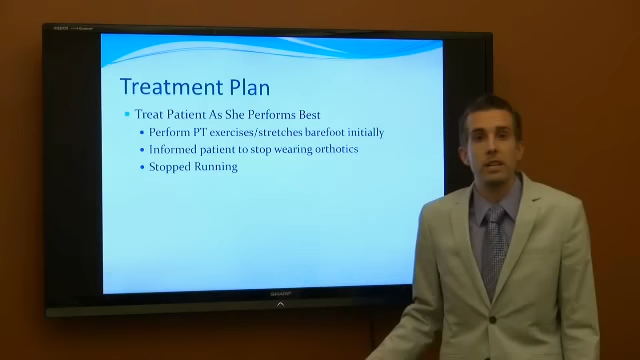 Treatment Plan
Treat Patient As She Performs Best
Perform PT exercises/stretches barefoot initially
Informed patient to stop wearing orthotics
Stopped Running
SHARP